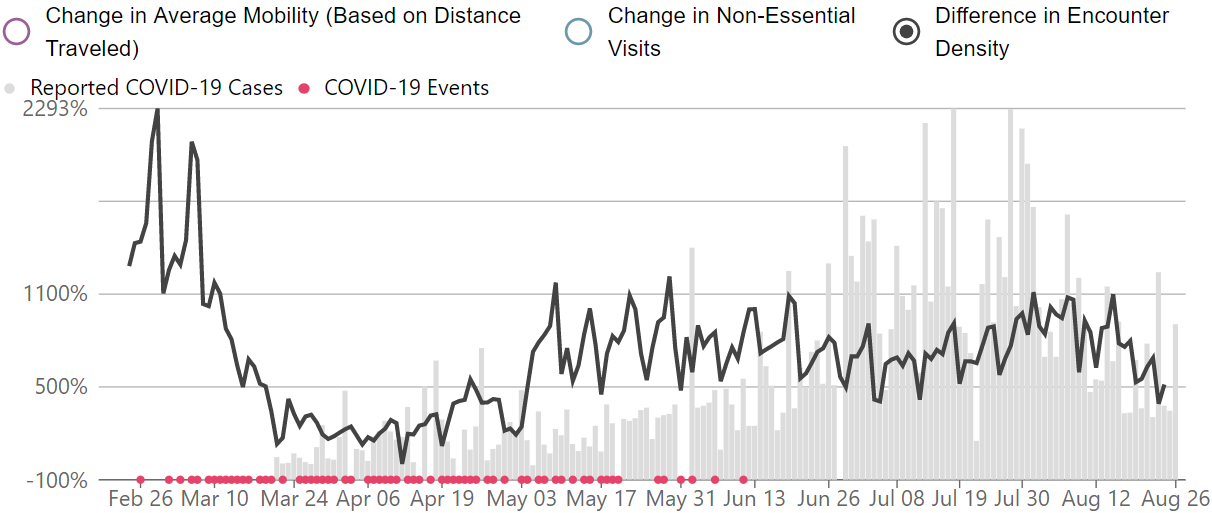 Change in Average Mobility (Based on Distance
Traveled)
Change in Non-Essential
Visits
Difference in Encounter
Density
Reported COVID-19 Cases
COVID-19 Events
2293%
1100%
500%
-100%
Feb 26 Mar 10 Mar 24 Apr 06 Apr 19 May 03 May 17 May 31 Jun 13 Jun 26 Jul 08 Jul 19 Jul 30 Aug 12 Aug 26